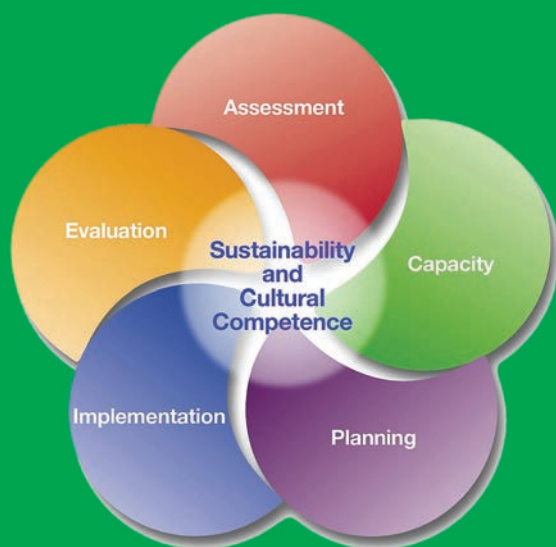 Assessment
Capacity
Planning
Implementation
Evaluation
Sustainability
and
Cultural
Competence